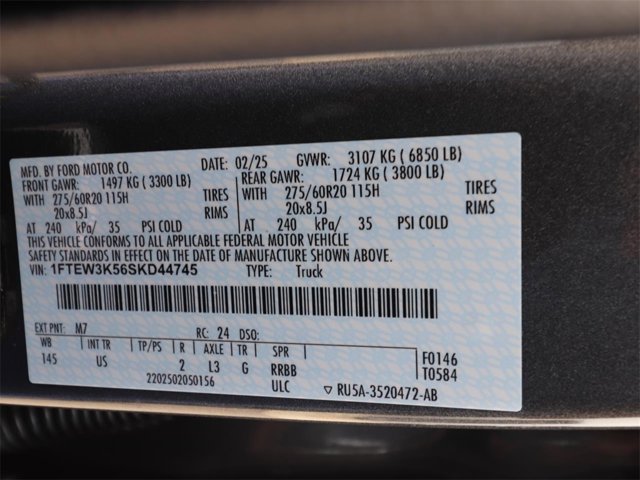 MFD. BY FORD MOTOR CO. DATE: 02/25 GVWR: 3107 KG ( 6850 LB)
FRONT GAWR: 1497 KG ( 3300 LB) REAR GAWR: 1724 KG ( 3800 LB)
WITH 275/60R20 115H TIRES WITH 275/60R20 115H TIRES
20x8.5J RIMS 20x8.5J RIMS
AT 240 kPa/ 35 PSI COLD AT 240 kPa/ 35 PSI COLD
THIS VEHICLE CONFORMS TO ALL APPLICABLE FEDERAL MOTOR VEHICLE
SAFETY STANDARDS IN EFFECT ON THE DATE OF MANUFACTURE SHOWN ABOVE.
VIN: 1FTEW3K56SKD44745 TYPE: Truck
EXT PNT: M7 RC: 24 DSO:
WB INT TR TP/PS R AXLE TR SPR F0146
145 US 2 L3 G RRBB T0584
2202502050156 ULC ▽ RU5A-3520472-AB